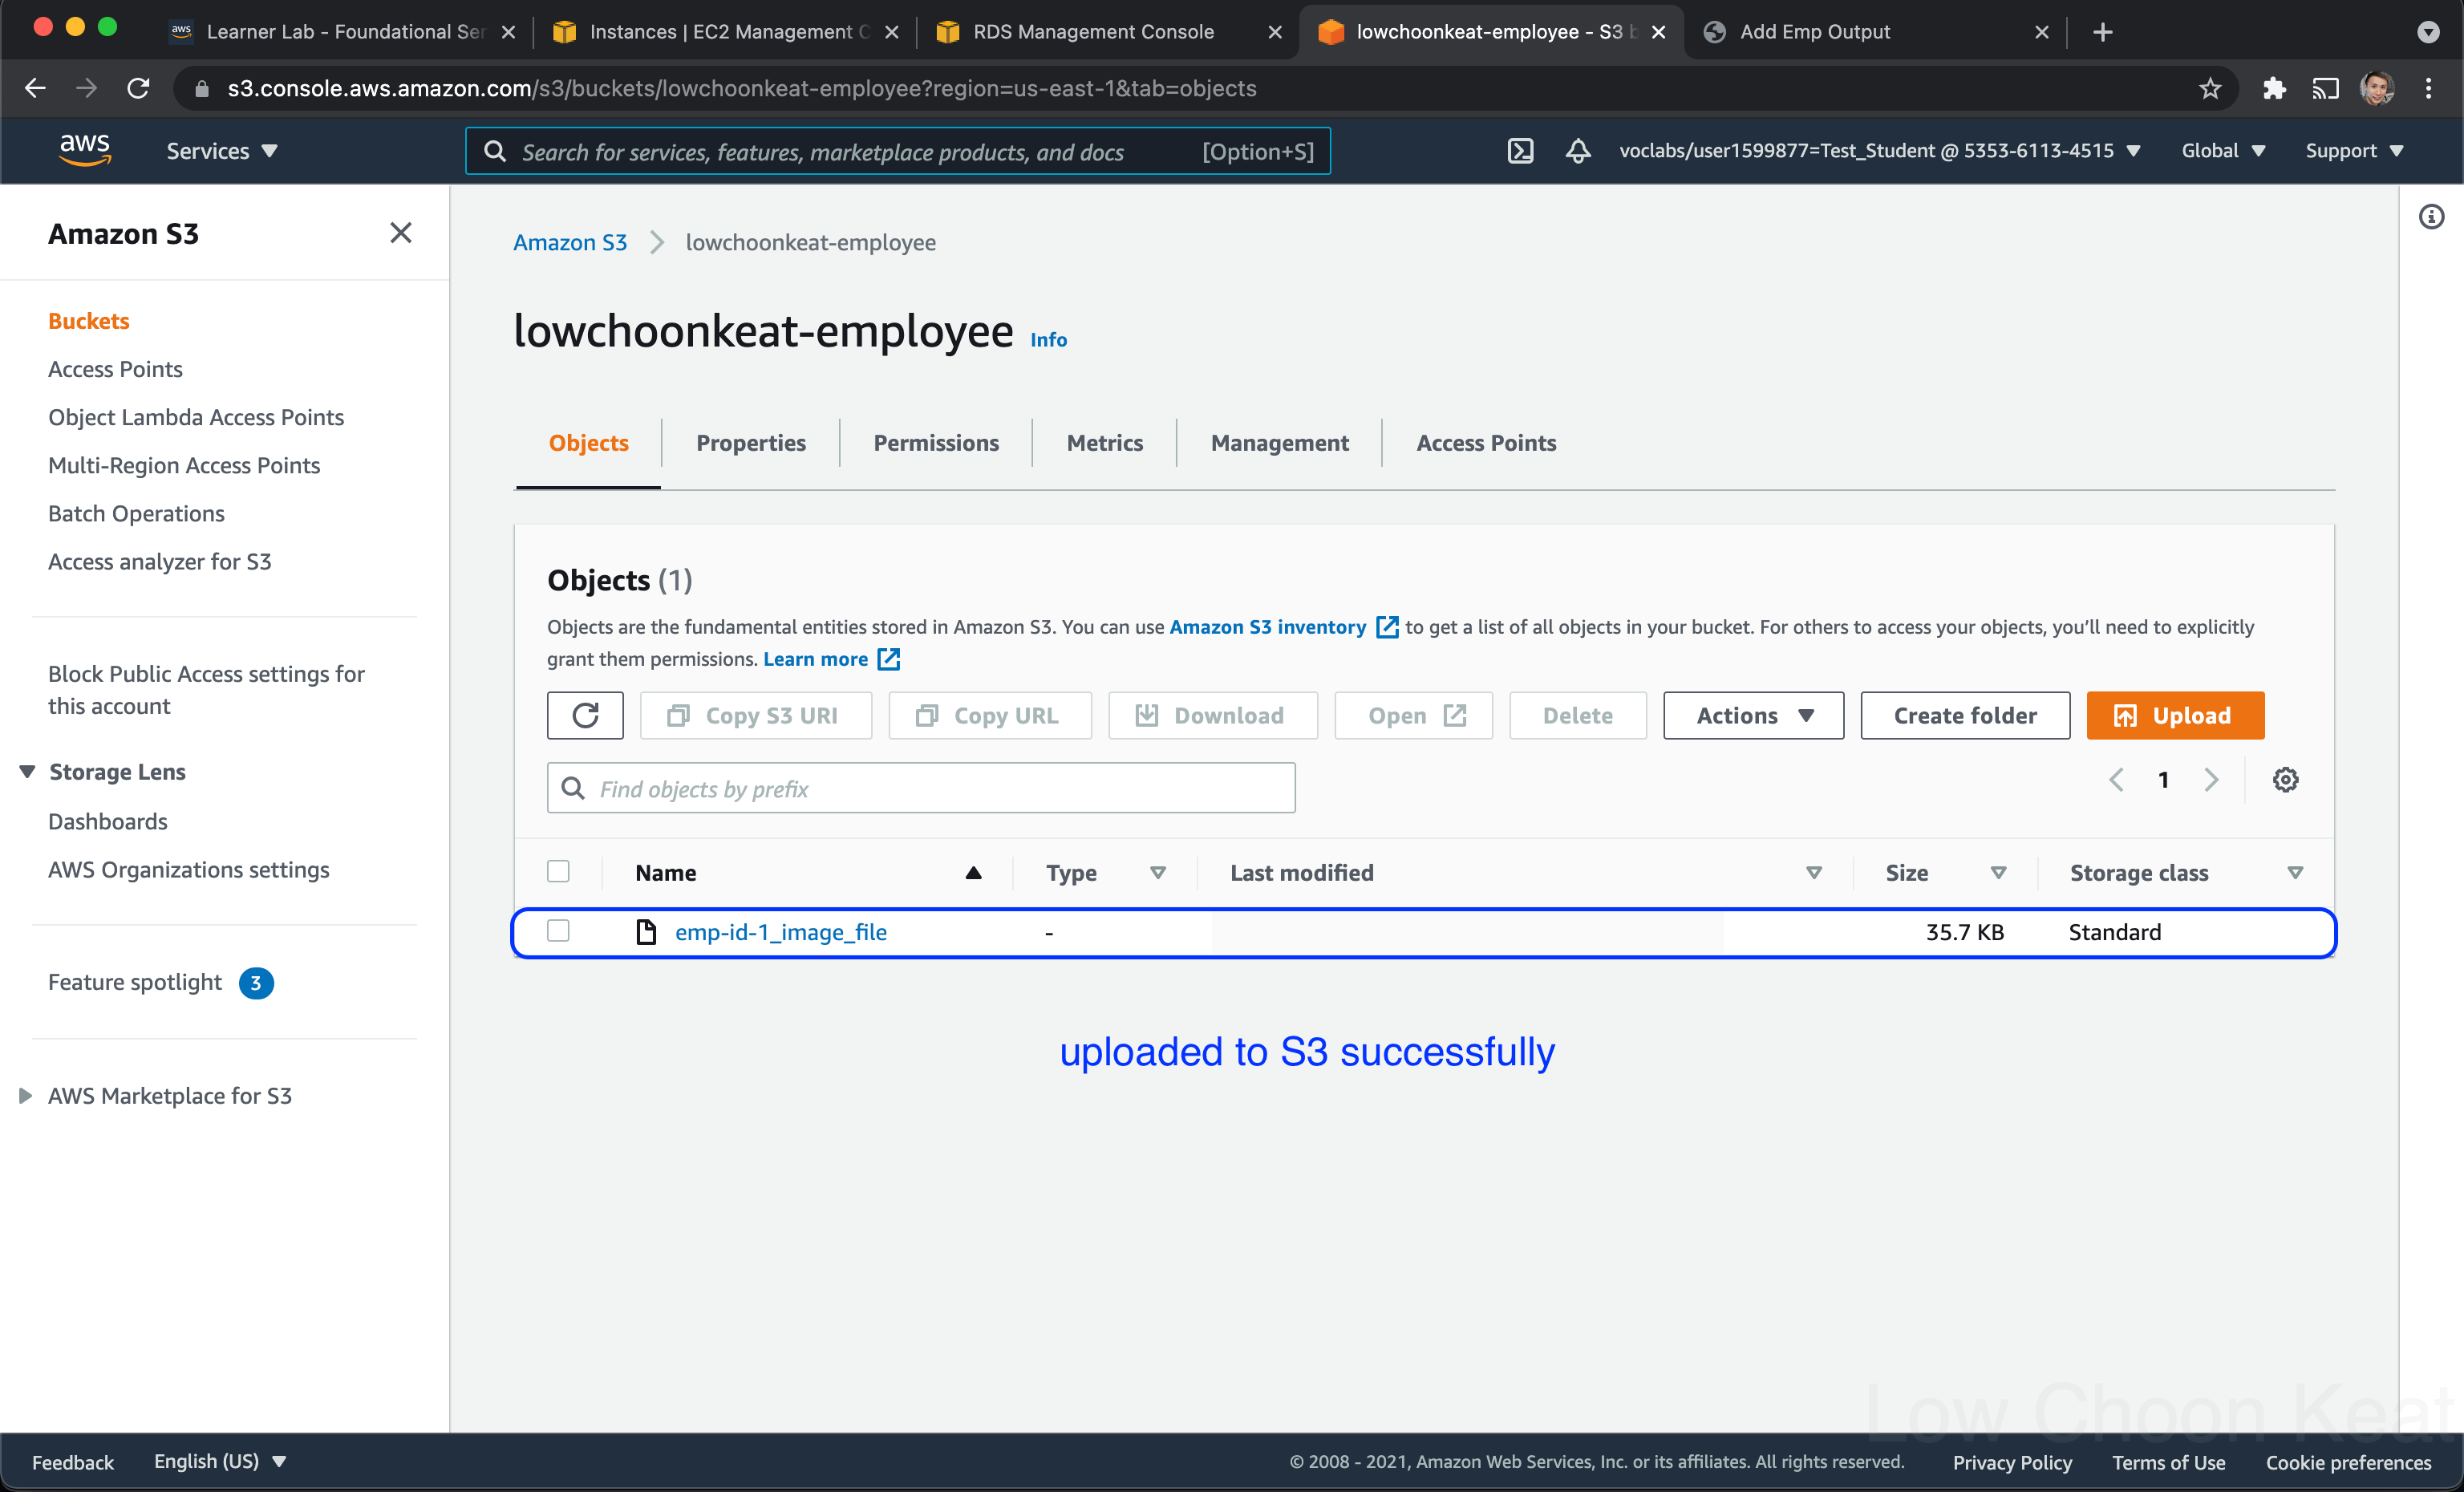 Learner Lab - Foundational Ser
Instances | EC2 Management C
RDS Management Console
lowchoonkeat-employee - S3 b
Add Emp Output
s3.console.aws.amazon.com/s3/buckets/lowchoonkeat-employee?region=us-east-1&tab=objects
aws
Services
Search for services, features, marketplace products, and docs [Option+S]
voclabs/user1599877=Test_Student @ 5353-6113-4515
Global
Support
Amazon S3
Buckets
Access Points
Object Lambda Access Points
Multi-Region Access Points
Batch Operations
Access analyzer for S3
Block Public Access settings for
this account
Storage Lens
Dashboards
AWS Organizations settings
Feature spotlight 3
AWS Marketplace for S3
Amazon S3 > lowchoonkeat-employee
lowchoonkeat-employee Info
Objects Properties Permissions Metrics Management Access Points
Objects (1)
Objects are the fundamental entities stored in Amazon S3. You can use Amazon S3 inventory to get a list of all objects in your bucket. For others to access your objects, you'll need to explicitly
grant them permissions. Learn more
Copy S3 URI Copy URL Download Open Delete Actions Create folder Upload
Find objects by prefix
1
Name Type Last modified Size Storage class
emp-id-1_image_file - 35.7 KB Standard
uploaded to S3 successfully
Low Choon Keat
Feedback English (US) © 2008 - 2021, Amazon Web Services, Inc. or its affiliates. All rights reserved. Privacy Policy Terms of Use Cookie preferences